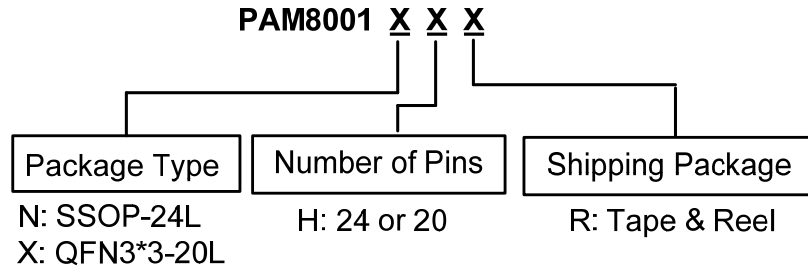 PAM8001 X X X
Package Type
Number of Pins
Shipping Package
N: SSOP-24L
H: 24 or 20
R: Tape & Reel
X: QFN3*3-20L